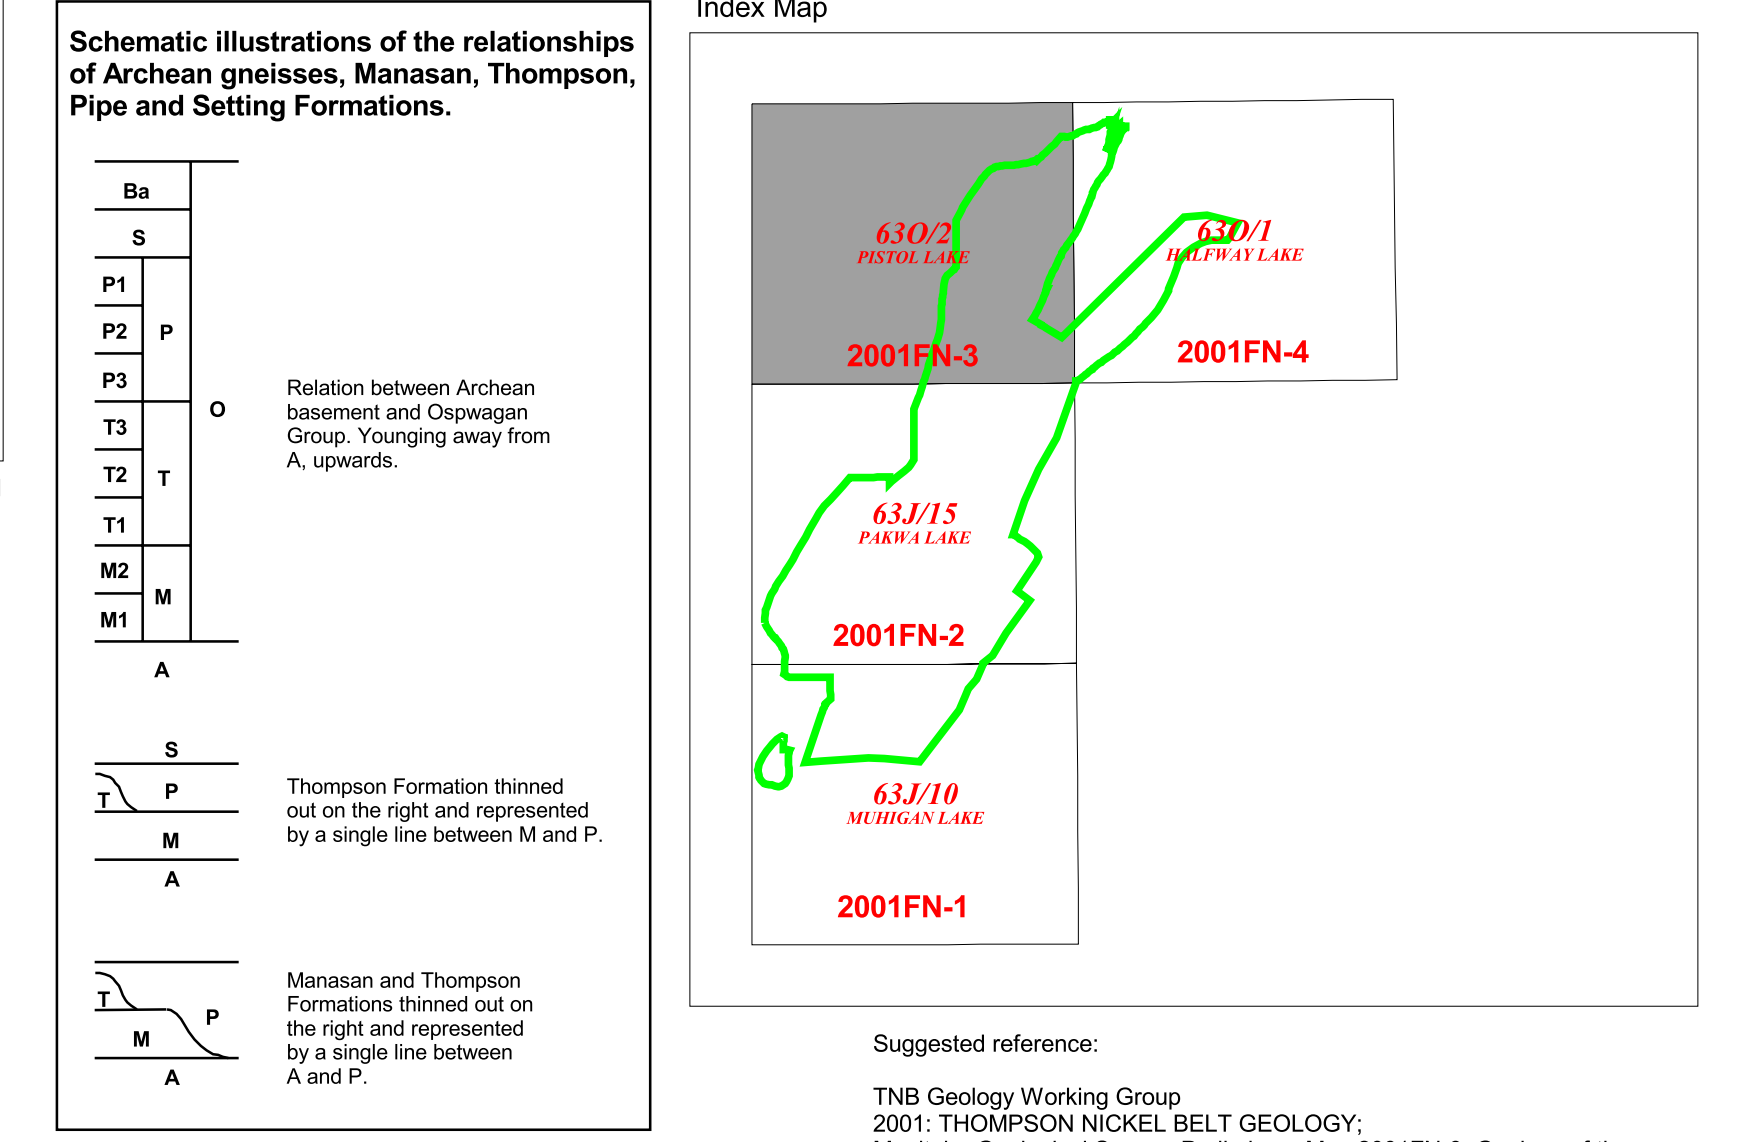 Schematic illustrations of the relationships
of Archean gneisses, Manasan, Thompson,
Pipe and Setting Formations.
Ba
S
P1
P2
P
P3
O
T3
T2
T
T1
M2
M
M1
A
Relation between Archean
basement and Ospwagan
Group. Younging away from
A, upwards.
S
T
P
M
A
Thompson Formation thinned
out on the right and represented
by a single line between M and P.
T
P
M
A
Manasan and Thompson
Formations thinned out on
the right and represented
by a single line between
A and P.
Index Map
63O/2
PISTOL LAKE
2001FN-3
63O/1
HALFWAY LAKE
2001FN-4
63J/15
PAKWA LAKE
2001FN-2
63J/10
MUHIGAN LAKE
2001FN-1
Suggested reference:
TNB Geology Working Group
2001: THOMPSON NICKEL BELT GEOLOGY;